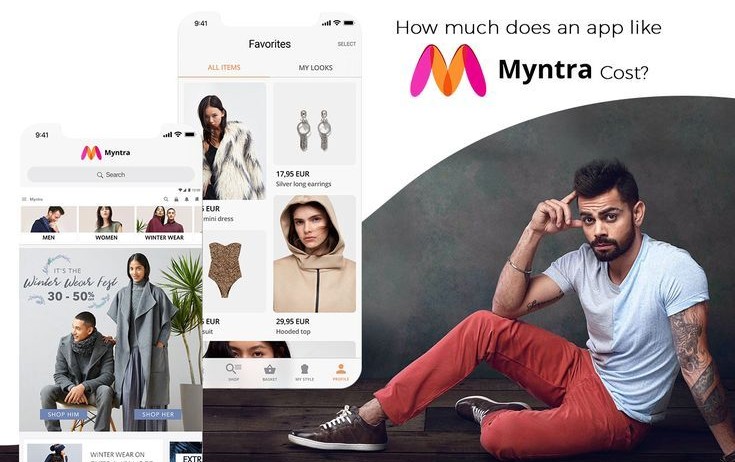 How much does an app like
Myntra Cost?
9:41
Favorites
SELECT
ALL ITEMS
MY LOOKS
17,95 EUR
Silver long earrings
5 EUR
mini dress
29,95 EUR
Hooded top
5 EUR
suit
SHOP
BASKET
MY STYLE
PROFILE
9:41
Myntra
Search
Myntra
MEN
WOMEN
WINTER WEAR
IT'S THE
Winter Wear Fest
30 - 50%
SHOP HIM
SHOP HER
WINTER WEAR ON
EXTR